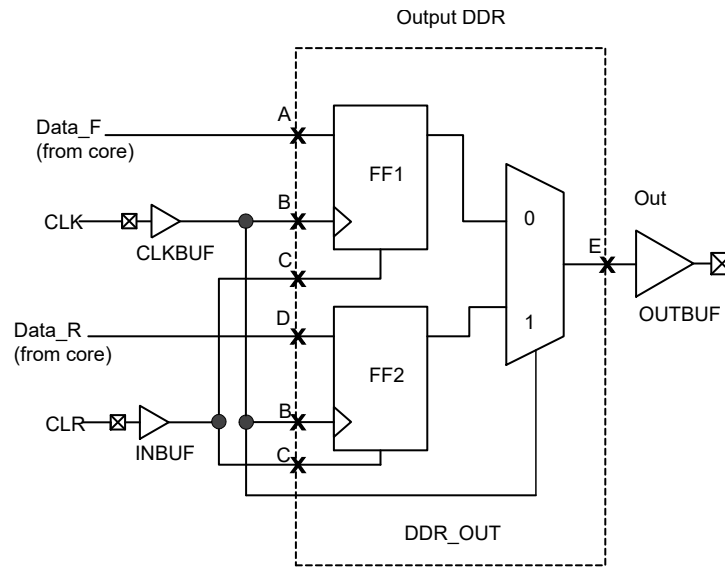 Output DDR
A
Data_F
(from core)
FF1
B
CLK
CLKBUF
C
0
Out
E
OUTBUF
D
Data_R
(from core)
FF2
1
B
CLR
INBUF
C
DDR_OUT